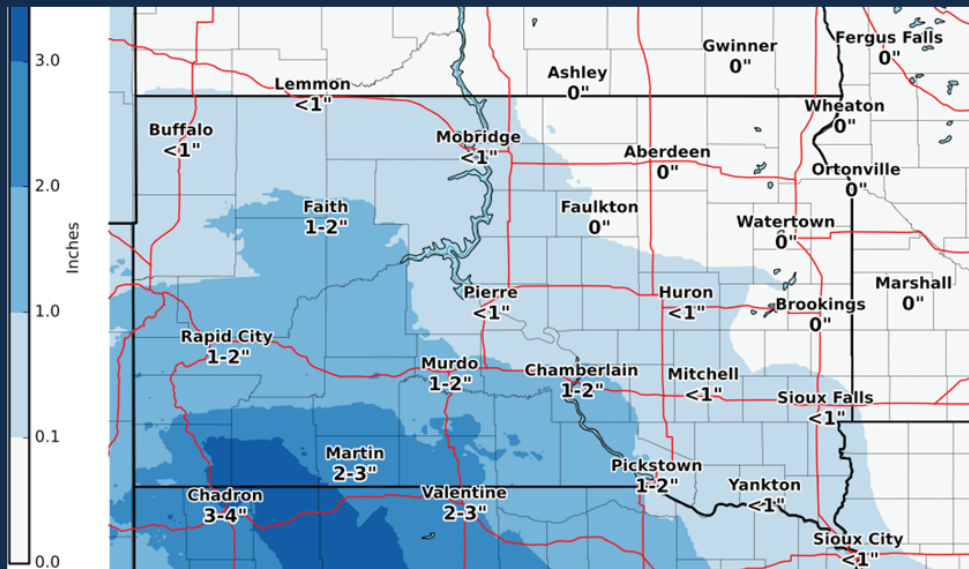 3.0
2.0
1.0
0.1
0.0
Inches
Gwinner
0"
Fergus Falls
0"
Ashley
0"
Lemmon
<1"
Wheaton
0"
Buffalo
<1"
Mobridge
<1"
Aberdeen
0"
Ortonville
0"
Faith
1-2"
Faulkton
0"
Watertown
0"
Marshall
0"
Pierre
<1"
Huron
<1"
Brookings
0"
Rapid City
1-2"
Murdo
1-2"
Chamberlain
1-2"
Mitchell
<1"
Sioux Falls
<1"
Martin
2-3"
Pickstown
1-2"
Chadron
3-4"
Valentine
2-3"
Yankton
<1"
Sioux City
<1"